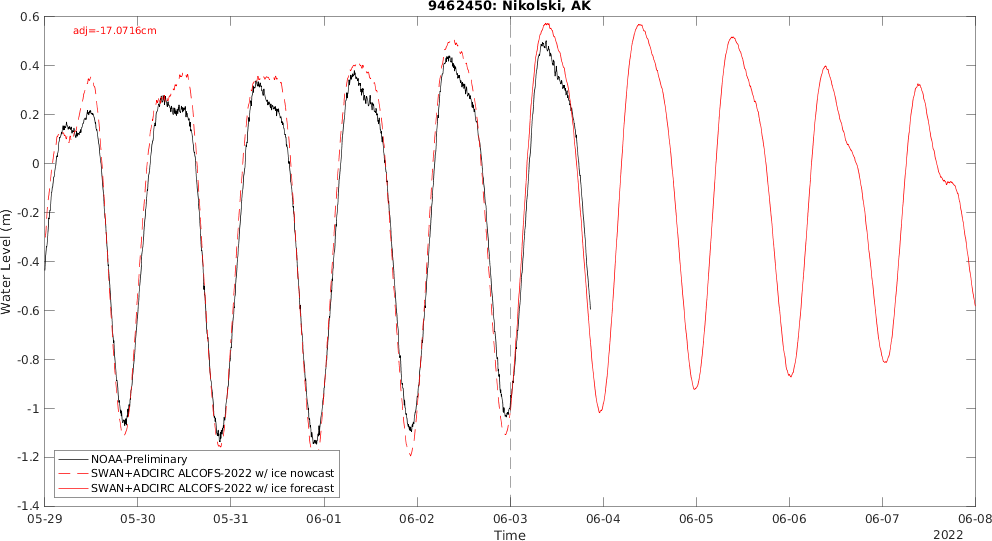 9462450: Nikolski, AK
adj=-17.0716cm
0.6
0.4
0.2
0
-0.2
-0.4
-0.6
-0.8
-1
-1.2
-1.4
Water Level (m)
NOAA-Preliminary
SWAN+ADCIRC ALCOFS-2022 w/ ice nowcast
SWAN+ADCIRC ALCOFS-2022 w/ ice forecast
05-29 05-30 05-31 06-01 06-02 06-03 06-04 06-05 06-06 06-07 06-08
Time
2022